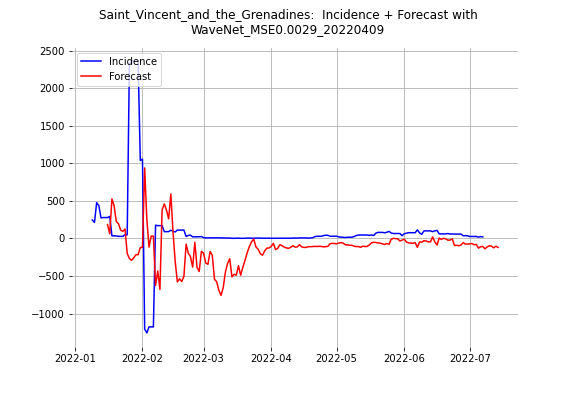 Saint_Vincent_and_the_Grenadines:  Incidence + Forecast with
WaveNet_MSE0.0029_20220409
Incidence
Forecast
2500
2000
1500
1000
500
0
−500
−1000
2022-01 2022-02 2022-03 2022-04 2022-05 2022-06 2022-07